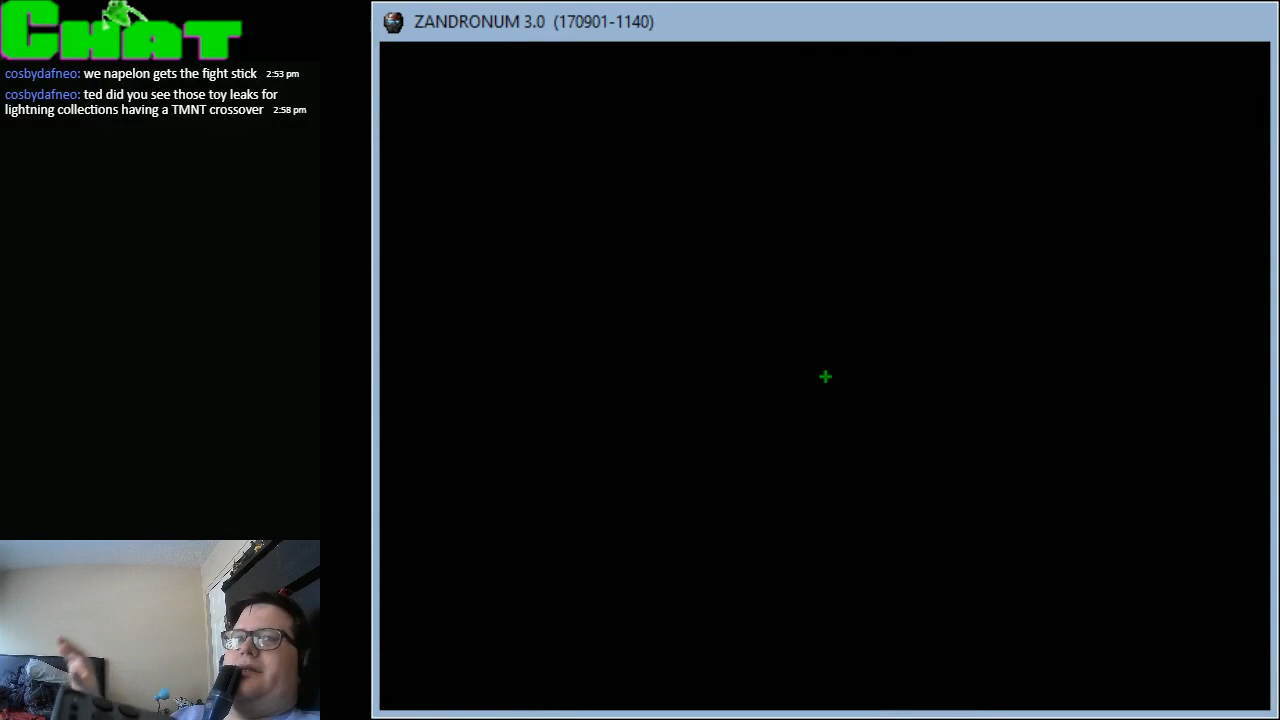 CHAT
cosbydafneo: we napelon gets the fight stick 2:53 pm
cosbydafneo: ted did you see those toy leaks for
lightning collections having a TMNT crossover 2:58 pm
ZANDRONUM 3.0 (170901-1140)